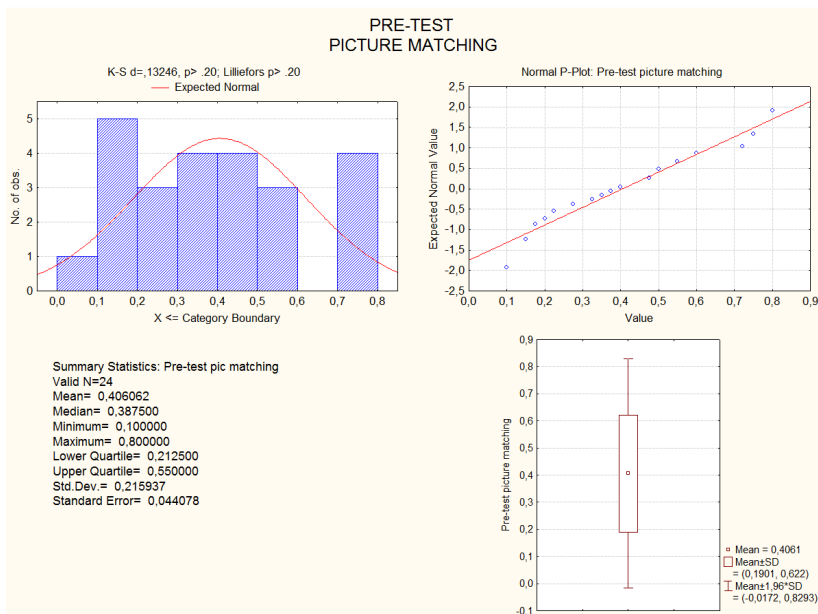 PRE-TEST
PICTURE MATCHING
K-S d=,13246, p> .20; Lilliefors p> .20
Expected Normal
No. of obs.
5
4
3
2
1
0
0,0 0,1 0,2 0,3 0,4 0,5 0,6 0,7 0,8
X <= Category Boundary
Normal P-Plot: Pre-test picture matching
Expected Normal Value
2,5
2,0
1,5
1,0
0,5
0,0
-0,5
-1,0
-1,5
-2,0
-2,5
0,0 0,1 0,2 0,3 0,4 0,5 0,6 0,7 0,8 0,9
Value
Summary Statistics: Pre-test pic matching
Valid N=24
Mean= 0,406062
Median= 0,387500
Minimum= 0,100000
Maximum= 0,800000
Lower Quartile= 0,212500
Upper Quartile= 0,550000
Std.Dev.= 0,215937
Standard Error= 0,044078
Pre-test picture matching
0,9
0,8
0,7
0,6
0,5
0,4
0,3
0,2
0,1
0,0
-0,1
Mean = 0,4061
Mean±SD
= (0,1901, 0,622)
Mean±1,96*SD
= (-0,0172, 0,8293)